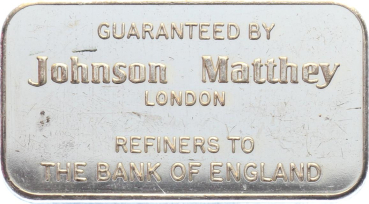 GUARANTEED BY
Johnson Matthey
LONDON
REFINERS TO
THE BANK OF ENGLAND